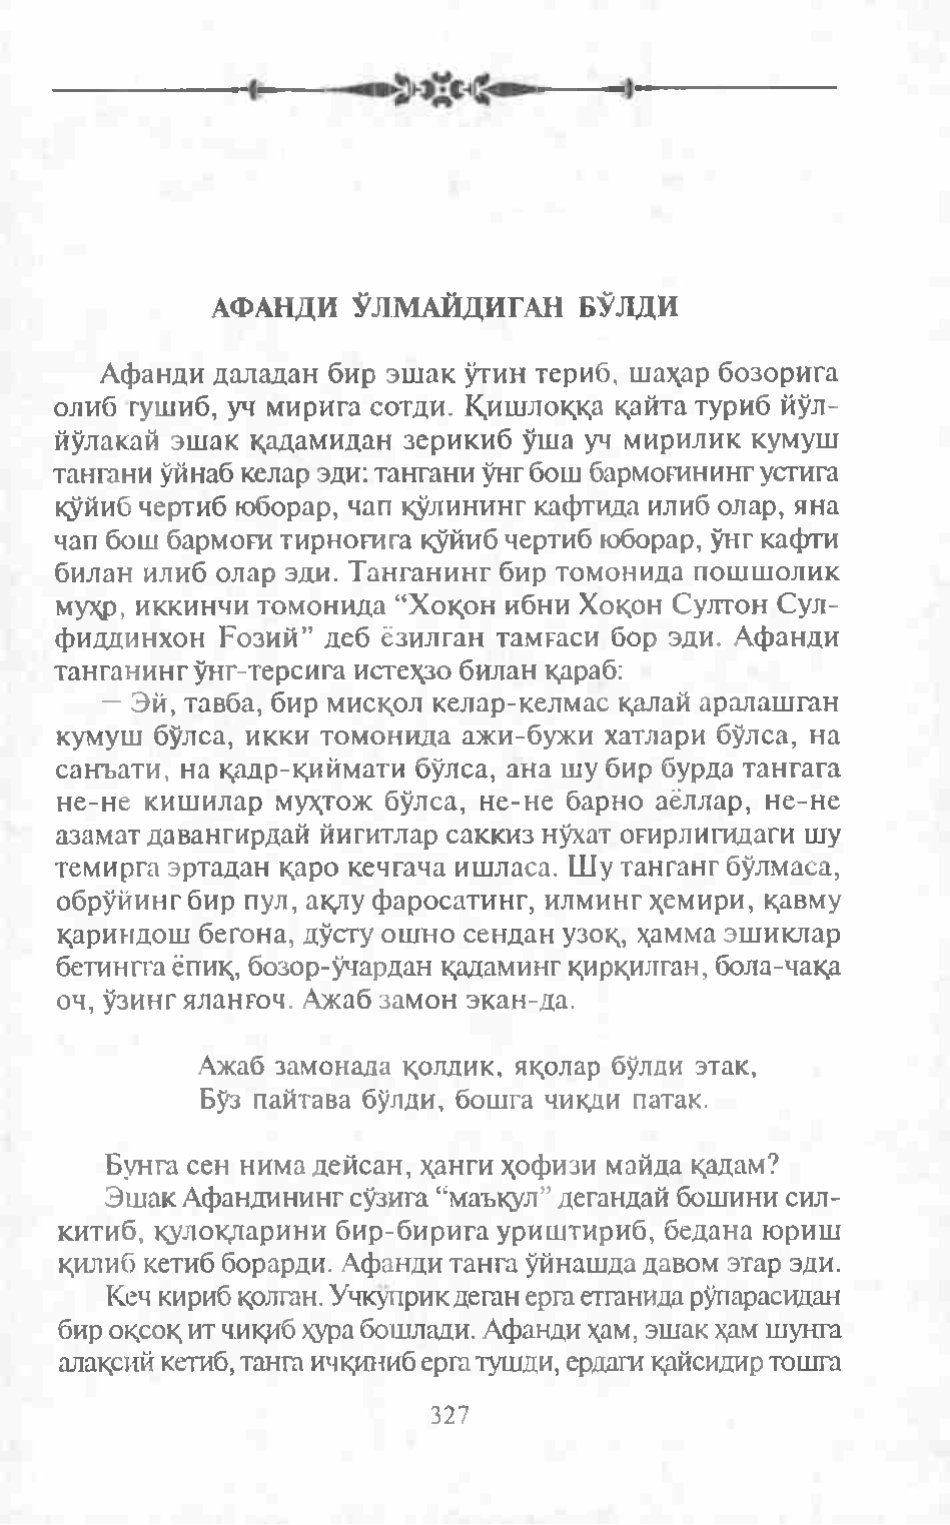 АФАНДИ ЎЛМАЙДИГАН БЎЛДИ
Афанди даладан бир эшак ўтин териб, шаҳар бозорига
олиб тушиб, уч мирига сотди. Қишлоққа қайта туриб йўл-
йўлакай эшак қадамидан зерикиб ўша уч мирилик кумуш
тангани ўйнаб келар эди: тангани ўнг бош бармоғининг устига
қўйиб чертиб юборар, чап қўлининг кафтида илиб олар, яна
чап бош бармоғи тирноғига қўйиб чертиб юборар, ўнг кафти
билан илиб олар эди. Танганинг бир томонида пошшолик
муҳр, иккинчи томонида “Хоқон ибни Хоқон Султон Сул-
фиддинхон Ғозий” деб ёзилган тамғаси бор эди. Афанди
танганинг ўнг-терсига истеҳзо билан қараб:
— Эй, тавба, бир мисқол келар-келмас қалай аралашган
кумуш бўлса, икки томонида ажи-бужи хатлари бўлса, на
санъати, на қадр-қиймати бўлса, ана шу бир бурда тангага
не-не кишилар муҳтож бўлса, не-не барно аёллар, не-не
азамат давангирдай йигитлар саккиз нўхат оғирлигидаги шу
темирга эртадан қаро кечгача ишласа. Шу танганг бўлмаса,
обрўйинг бир пул, ақлу фаросатинг, илминг ҳемири, қавму
қариндош бегона, дўсту ошно сендан узоқ, ҳамма эшиклар
бетингга ёпиқ, бозор-ўчардан қадаминг қирқилган, бола-чақа
оч, ўзинг яланғоч. Ажаб замон экан-да.
Ажаб замонада қолдик, яқолар бўлди этак,
Бўз пайтава бўлди, бошга чиқди патак.
Бунга сен нима дейсан, ҳанги ҳофизи майда қадам?
Эшак Афандининг сўзига “маъқул” дегандай бошини сил-
китиб, қулоқларини бир-бирига уриштириб, бедана юриш
қилиб кетиб борарди. Афанди танга ўйнашда давом этар эди.
Кеч кириб қолган. Учкўприк деган ерга етганида рўпарасидан
бир оқсоқ ит чиқиб ҳура бошлади. Афанди ҳам, эшак ҳам шунга
алақсий кетиб, танга ичқиниб ерга тушди, ердаги қайсидир тошга
327